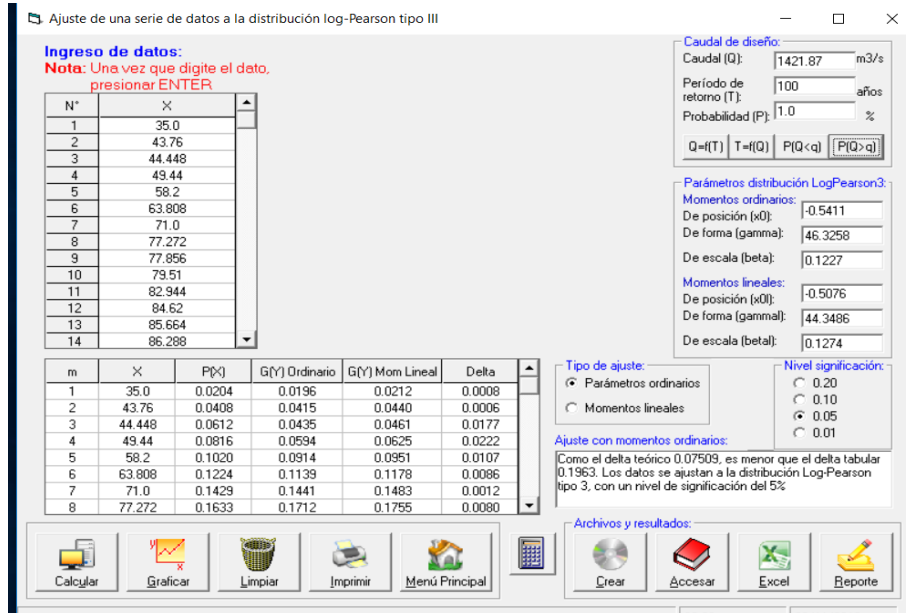 Ajuste de una serie de datos a la distribución log-Pearson tipo III
Ingreso de datos:
Nota: Una vez que digite el dato,
presionar ENTER
N° X
1 35.0
2 43.76
3 44.448
4 49.44
5 58.2
6 63.808
7 71.0
8 77.272
9 77.856
10 79.51
11 82.944
12 84.62
13 85.664
14 86.288
Caudal de diseño:
Caudal (Q): 1421.87 m3/s
Período de
retorno (T): 100 años
Probabilidad (P): 1.0 %
Q=f(T) T=f(Q) P(Q<q) P(Q>q)
Parámetros distribución LogPearson3:
Momentos ordinarios:
De posición (x0): -0.5411
De forma (gamma): 46.3258
De escala (beta): 0.1227
Momentos lineales:
De posición (x0l): -0.5076
De forma (gammal): 44.3486
De escala (betal): 0.1274
m X P(X) G(Y) Ordinario G(Y) Mom Lineal Delta
1 35.0 0.0204 0.0196 0.0212 0.0008
2 43.76 0.0408 0.0415 0.0440 0.0006
3 44.448 0.0612 0.0435 0.0461 0.0177
4 49.44 0.0816 0.0594 0.0625 0.0222
5 58.2 0.1020 0.0914 0.0951 0.0107
6 63.808 0.1224 0.1139 0.1178 0.0086
7 71.0 0.1429 0.1441 0.1483 0.0012
8 77.272 0.1633 0.1712 0.1755 0.0080
Tipo de ajuste:
Parámetros ordinarios
Momentos lineales
Nivel significación:
0.20
0.10
0.05
0.01
Ajuste con momentos ordinarios:
Como el delta teórico 0.07509, es menor que el delta tabular
0.1963. Los datos se ajustan a la distribución Log-Pearson
tipo 3, con un nivel de significación del 5%
Calcular Graficar Limpiar Imprimir Menú Principal
Archivos y resultados:
Crear Accesar Excel Reporte